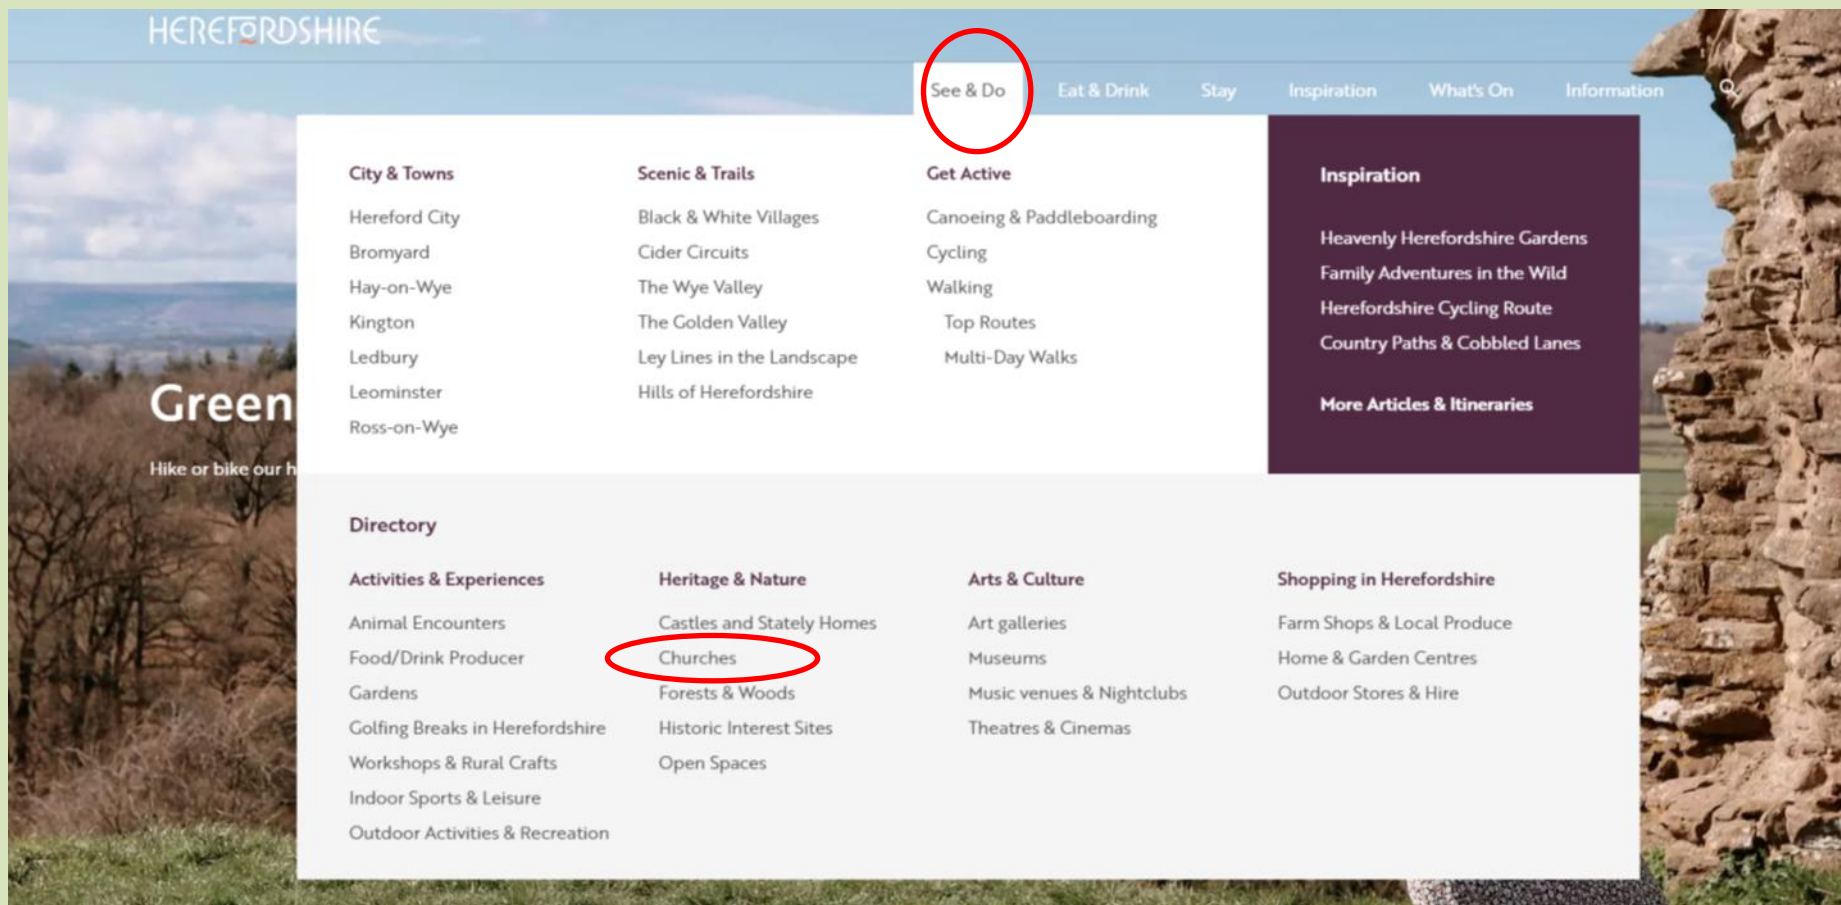 HEREFORDSHIRE
See & Do
Eat & Drink
Stay
Inspiration
What's On
Information
City & Towns
Hereford City
Bromyard
Hay-on-Wye
Kington
Ledbury
Leominster
Ross-on-Wye
Scenic & Trails
Black & White Villages
Cider Circuits
The Wye Valley
The Golden Valley
Ley Lines in the Landscape
Hills of Herefordshire
Get Active
Canoeing & Paddleboarding
Cycling
Walking
Top Routes
Multi-Day Walks
Inspiration
Heavenly Herefordshire Gardens
Family Adventures in the Wild
Herefordshire Cycling Route
Country Paths & Cobbled Lanes
More Articles & Itineraries
Green
Hike or bike our h
Directory
Activities & Experiences
Animal Encounters
Food/Drink Producer
Gardens
Golfing Breaks in Herefordshire
Workshops & Rural Crafts
Indoor Sports & Leisure
Outdoor Activities & Recreation
Heritage & Nature
Castles and Stately Homes
Churches
Forests & Woods
Historic Interest Sites
Open Spaces
Arts & Culture
Art galleries
Museums
Music venues & Nightclubs
Theatres & Cinemas
Shopping in Herefordshire
Farm Shops & Local Produce
Home & Garden Centres
Outdoor Stores & Hire